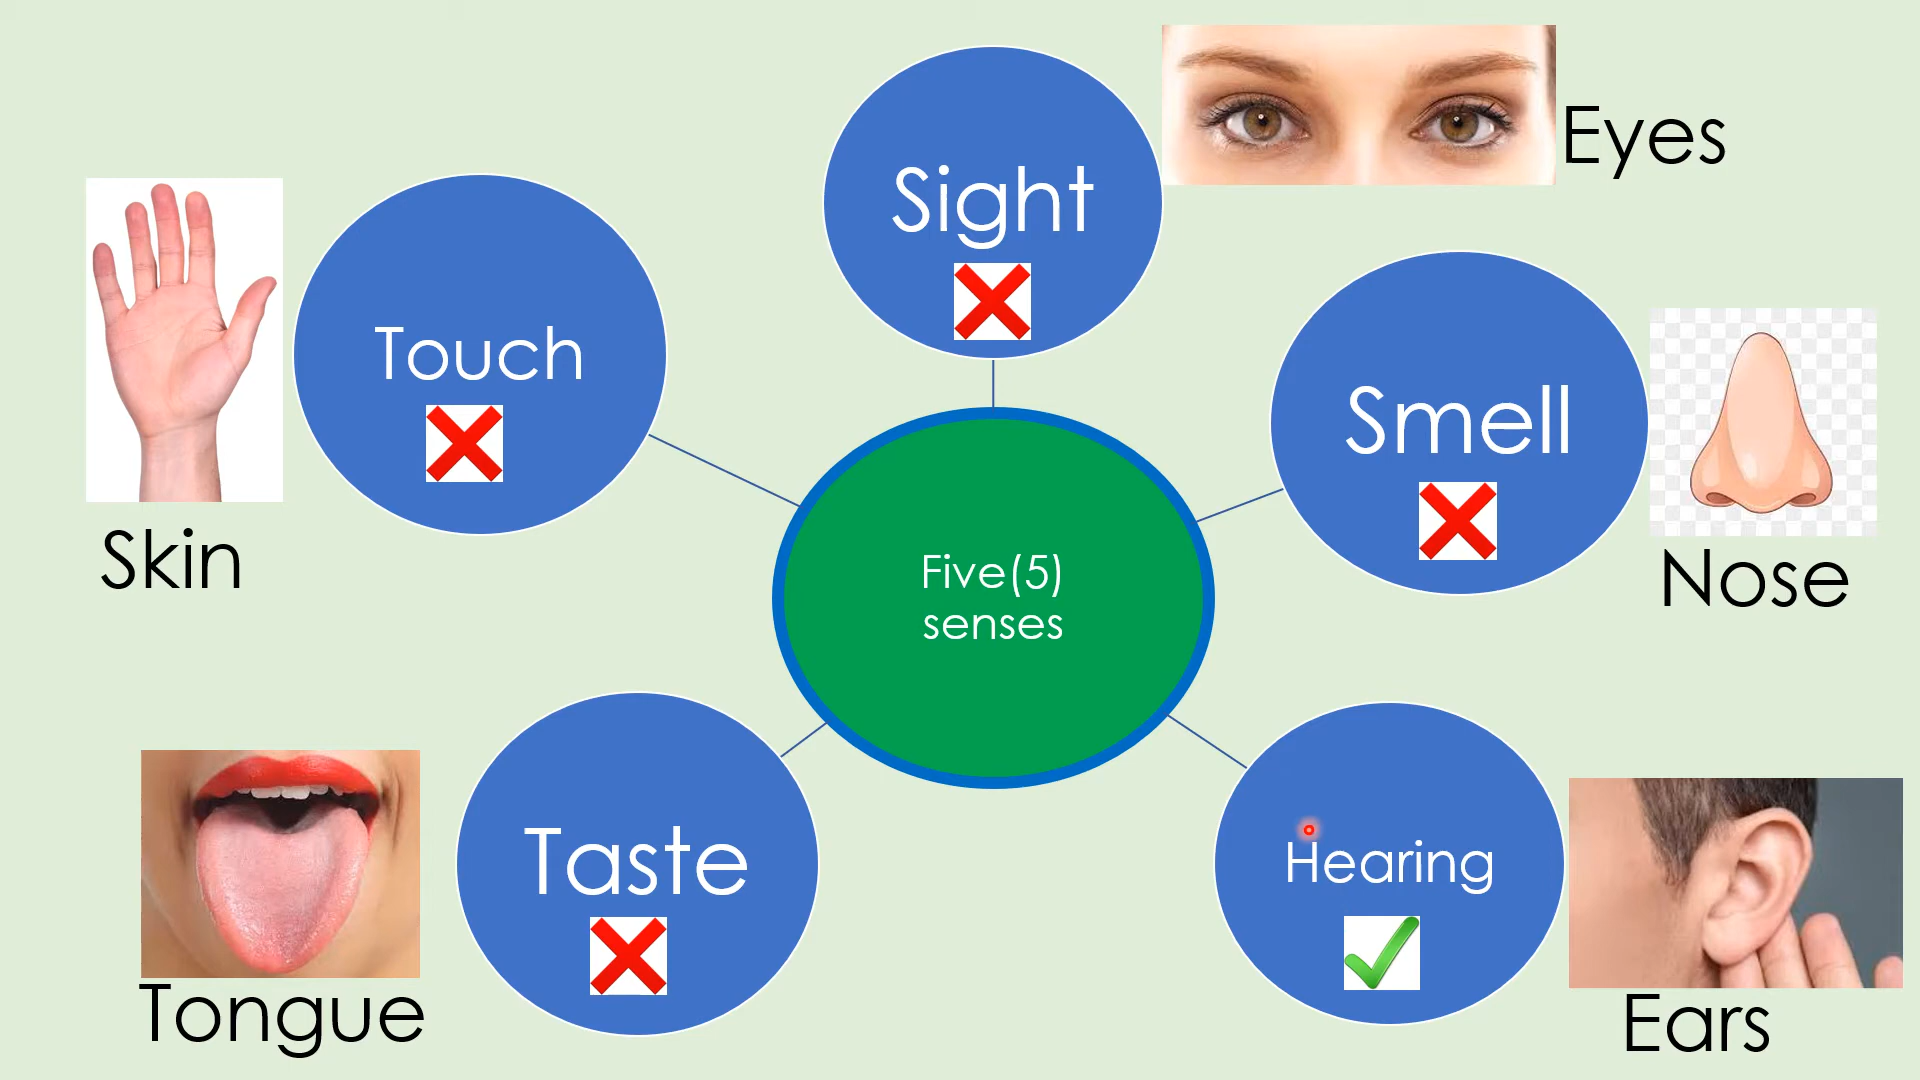 Sight
Eyes
Touch
Skin
Smell
Nose
Five(5)
senses
Taste
Tongue
Hearing
Ears